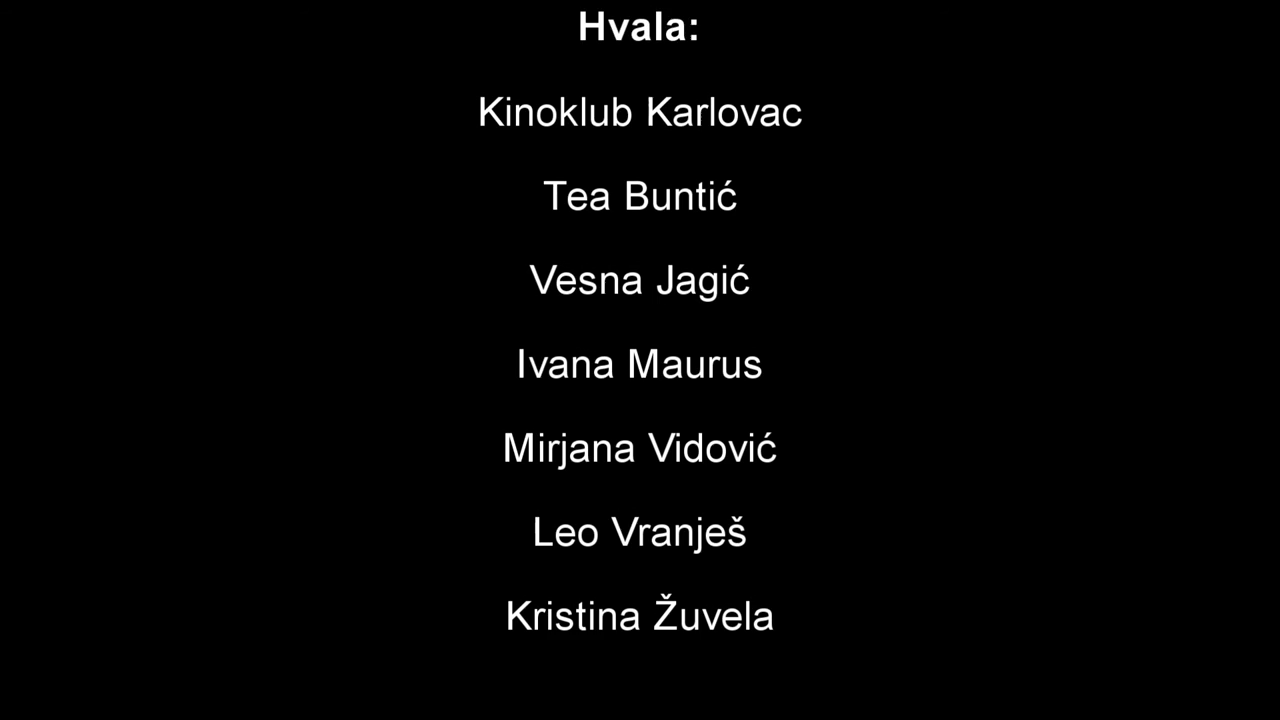 Hvala:
Kinoklub Karlovac
Tea Buntić
Vesna Jagić
Ivana Maurus
Mirjana Vidović
Leo Vranješ
Kristina Žuvela